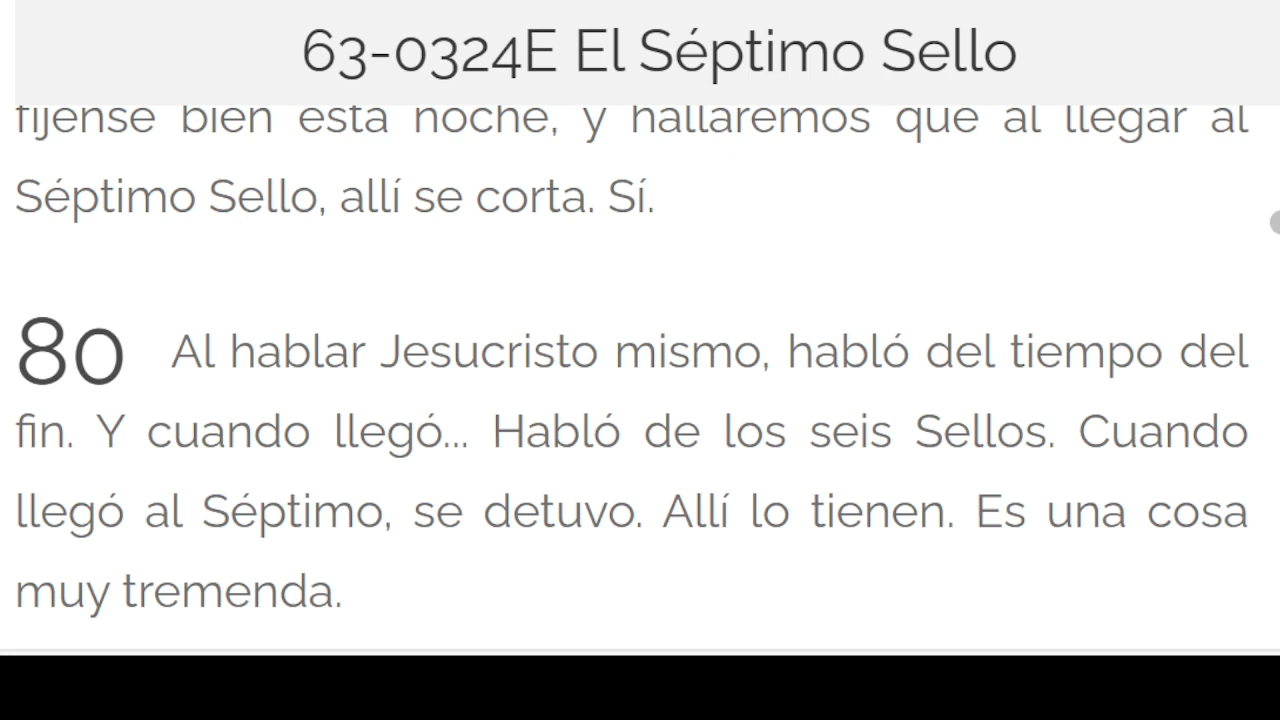 63-0324E El Séptimo Sello
fíjense bien esta noche, y hallaremos que al llegar al
Séptimo Sello, allí se corta. Sí.
80 Al hablar Jesucristo mismo, habló del tiempo del
fin. Y cuando llegó... Habló de los seis Sellos. Cuando
llegó al Séptimo, se detuvo. Allí lo tienen. Es una cosa
muy tremenda.